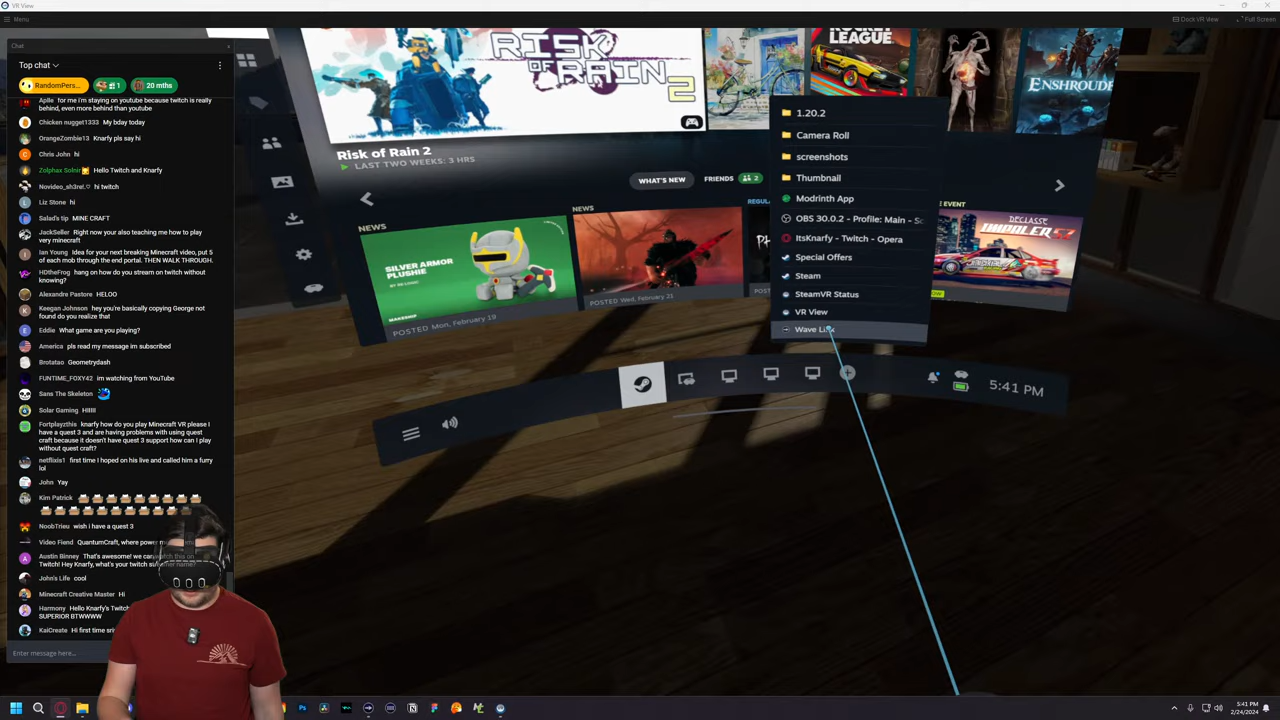 VR View
Menu
Dock VR View
Full Screen
Chat
Top chat
RandomPers...
1
20 mths
Aplle for me i'm staying on youtube because twitch is really
behind, even more behind than youtube
Chicken nugget1333 My bday today
OrangeZombie13 Knarfy pls say hi
Chris John hi
Zolphax Solnir Hello Twitch and Knarfy
hi twitch
Liz Stone hi
Salad's tip MINE CRAFT
JackSeller Right now your also teaching me how to play
very minecraft
Ian Young Idea for your next breaking Minecraft video, put 5
of each mob through the end portal. THEN WALK THROUGH.
HDtheFrog hang on how do you stream on twitch without
knowing?
Alexandre Pastore HELOO
Keegan Johnson hey you're basically copying George not
found do you realize that
Eddie What game are you playing?
America pls read my message im subscribed
Brotatao Geometrydash
FUNTIME_FOXY42 im watching from YouTube
Sans The Skeleton
Solar Gaming HIIIII
Fortplayzthis knarfy how do you play Minecraft VR please I
have a quest 3 and are having problems with using quest
craft because it doesn't have quest 3 support how can I play
without quest craft?
netflixis1 first time I hoped on his live and called him a furry
lol
John Yay
Kim Patrick
NoobTrieu wish i have a quest 3
Video Fiend QuantumCraft, where power m
Austin Binney That's awesome! we can watch this on
Twitch! Hey Knarfy, what's your twitch name?
John's Life cool
Minecraft Creative Master Hi
Harmony Hello Knarfy's Twitch
SUPERIOR BTWWWW
KaiCreate Hi first time
Enter message here...
RISK OF RAIN 2
ROCKET
LEAGUE
ENSHROUDED
Risk of Rain 2
LAST TWO WEEKS: 3 HRS
WHAT'S NEW
FRIENDS 2
NEWS
SILVER ARMOR
PLUSHIE
POSTED Mon, February 19
NEWS
POSTED Wed, February 21
EVENT
DECLASSE
IMPALER SZ
1.20.2
Camera Roll
screenshots
Thumbnail
Modrinth App
OBS 30.0.2 - Profile: Main - Sc
ItsKnarfy - Twitch - Opera
Special Offers
Steam
SteamVR Status
VR View
Wave Link
5:41 PM
5:41 PM
2/24/2024